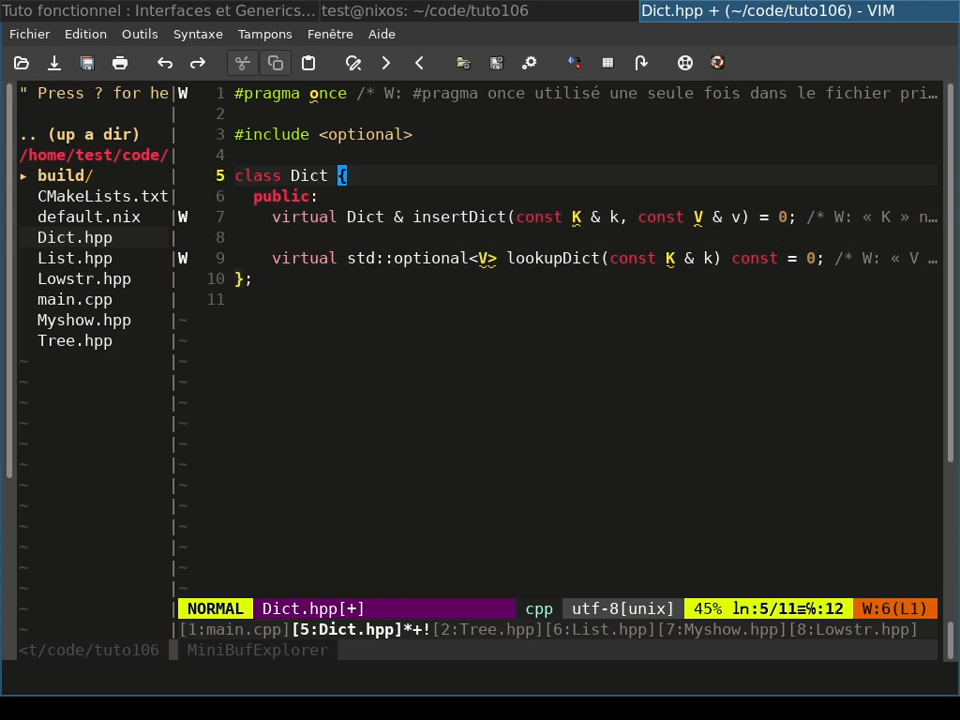 Tuto fonctionnel : Interfaces et Generics... test@nixos: ~/code/tuto106 Dict.hpp + (~/code/tuto106) - VIM
Fichier Edition Outils Syntaxe Tampons Fenêtre Aide
" Press ? for he
.. (up a dir)
/home/test/code/
▸ build/
CMakeLists.txt
default.nix
Dict.hpp
List.hpp
Lowstr.hpp
main.cpp
Myshow.hpp
Tree.hpp
~
~
~
~
~
~
~
~
~
~
~
~
~
~
W 1 #pragma once /* W: #pragma once utilisé une seule fois dans le fichier pri…
2
3 #include <optional>
4
5 class Dict {
6 public:
W 7 virtual Dict & insertDict(const K & k, const V & v) = 0; /* W: « K » n…
8
W 9 virtual std::optional<V> lookupDict(const K & k) const = 0; /* W: « V …
10 };
11
~
~
~
~
~
~
~
~
~
~
~
~
~
~
NORMAL Dict.hpp[+] cpp utf-8[unix] 45% ln:5/11≡℅:12 W:6(L1)
[1:main.cpp][5:Dict.hpp]*+![2:Tree.hpp][6:List.hpp][7:Myshow.hpp][8:Lowstr.hpp]
<t/code/tuto106 MiniBufExplorer